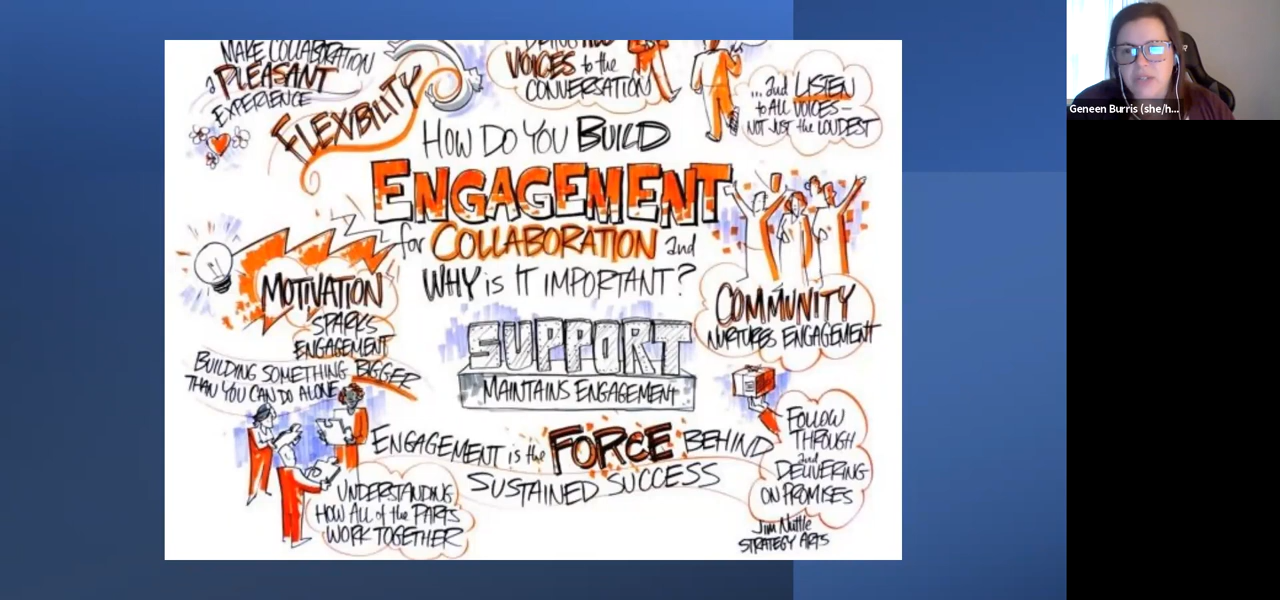 MAKE COLLABORATION
a PLEASANT
EXPERIENCE
FLEXIBILITY
VOICES to the
CONVERSATION
... and LISTEN
to ALL VOICES-
NOT JUST the LOUDEST
HOW DO YOU BUILD
ENGAGEMENT
for COLLABORATION and
WHY is IT IMPORTANT?
MOTIVATION
SPARKS
ENGAGEMENT
COMMUNITY
NURTURES ENGAGEMENT
SUPPORT
MAINTAINS ENGAGEMENT
BUILDING SOMETHING BIGGER
THAN YOU CAN DO ALONE
ENGAGEMENT is the FORCE BEHIND
SUSTAINED SUCCESS
FOLLOW
THROUGH
and
DELIVERING
ON PROMISES
UNDERSTANDING
HOW ALL of the PARTS
WORK TOGETHER
Jim Nuttle
STRATEGY ARTS
Geneen Burris (she/h...